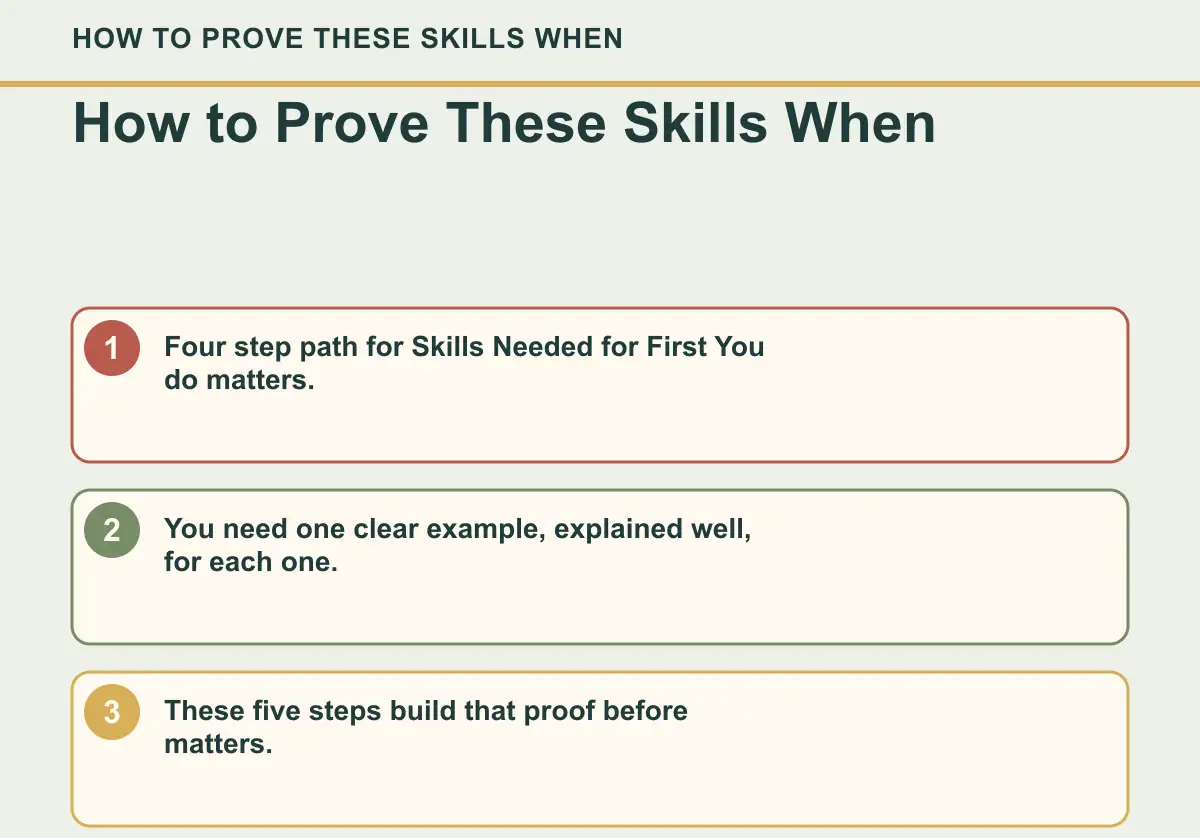 HOW TO PROVE THESE SKILLS WHEN
How to Prove These Skills When
1
Four step path for Skills Needed for First You
do matters.
2
You need one clear example, explained well,
for each one.
3
These five steps build that proof before
matters.